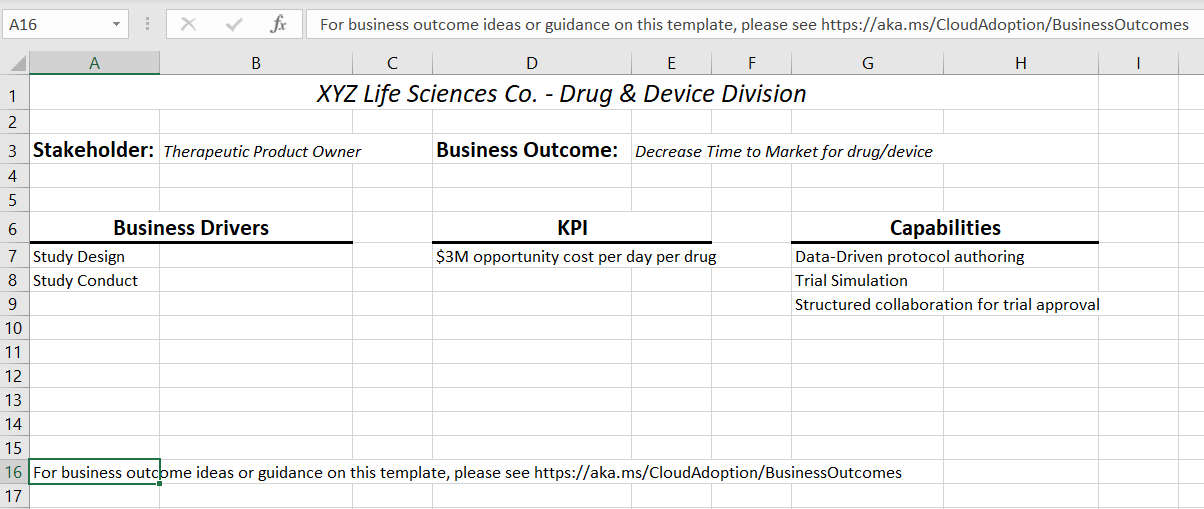 A16 fx For business outcome ideas or guidance on this template, please see https://aka.ms/CloudAdoption/BusinessOutcomes
A B C D E F G H I
1 XYZ Life Sciences Co. - Drug & Device Division
2
3 Stakeholder: Therapeutic Product Owner Business Outcome: Decrease Time to Market for drug/device
4
5
6 Business Drivers KPI Capabilities
7 Study Design $3M opportunity cost per day per drug Data-Driven protocol authoring
8 Study Conduct Trial Simulation
9 Structured collaboration for trial approval
10
11
12
13
14
15
16 For business outcome ideas or guidance on this template, please see https://aka.ms/CloudAdoption/BusinessOutcomes
17